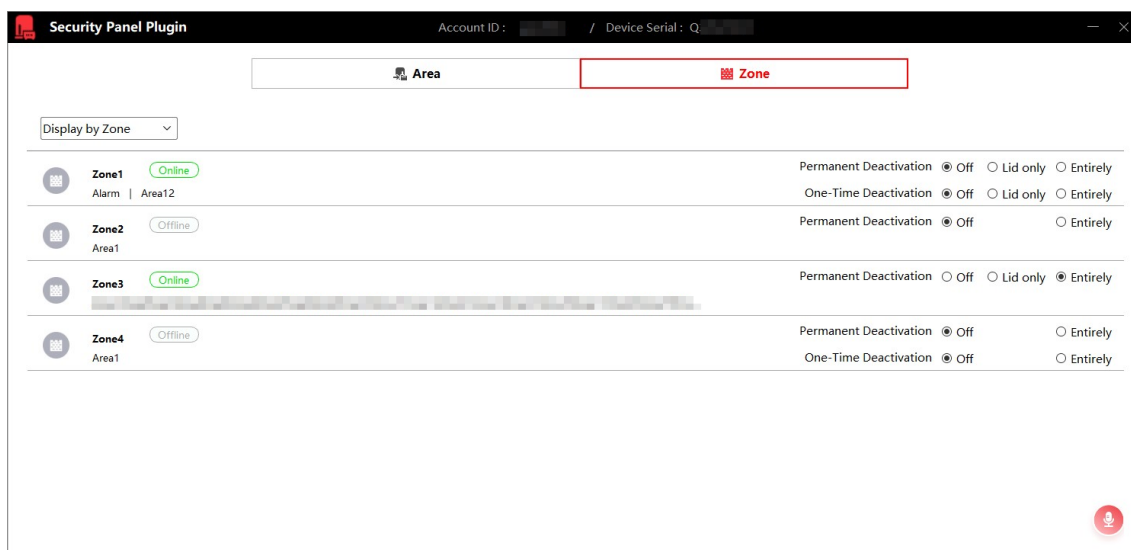 Security Panel Plugin Account ID : / Device Serial : Q
Area Zone
Display by Zone
Zone1 Online Permanent Deactivation Off Lid only Entirely
Alarm | Area12 One-Time Deactivation Off Lid only Entirely
Zone2 Offline Permanent Deactivation Off Entirely
Area1
Zone3 Online Permanent Deactivation Off Lid only Entirely
Zone4 Offline Permanent Deactivation Off Entirely
Area1 One-Time Deactivation Off Entirely